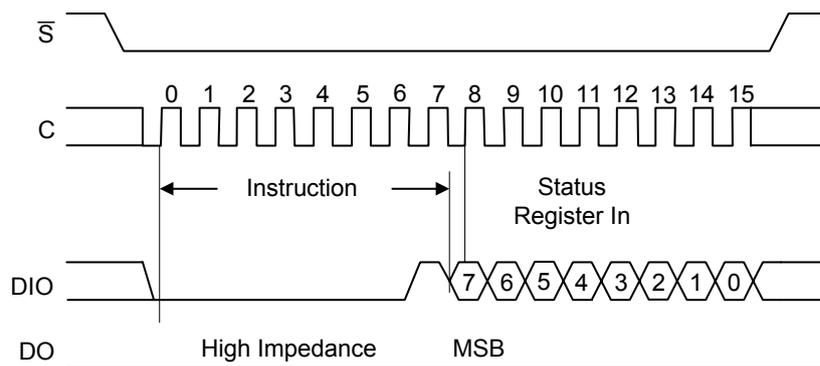 S
0 1 2 3 4 5 6 7 8 9 10 11 12 13 14 15
C
Instruction
Status
Register In
DIO
7 6 5 4 3 2 1 0
DO
High Impedance
MSB